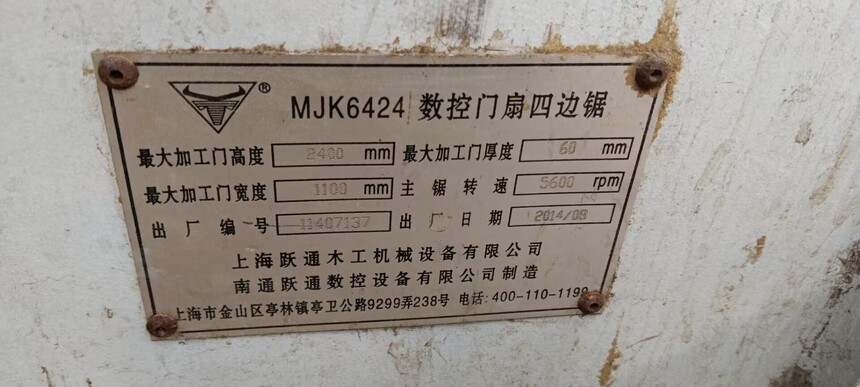 ® MJK6424 数控门扇四边锯
最大加工门高度 2400 mm 最大加工门厚度 60 mm
最大加工门宽度 1100 mm 主锯转速 5600 rpm
出厂编号 11407137 出厂日期 2014/08
上海跃通木工机械设备有限公司
南通跃通数控设备有限公司制造
上海市金山区亭林镇亭卫公路9299弄238号 电话:400-110-1199